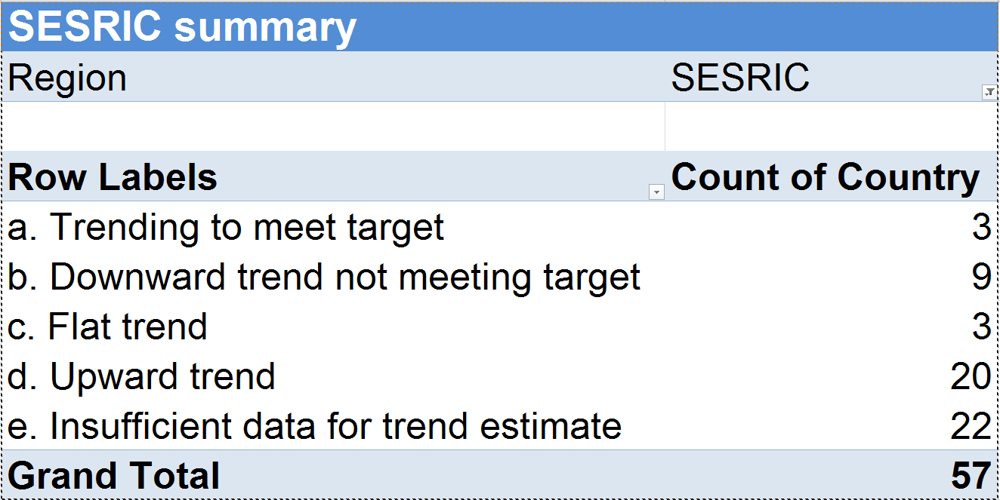 SESRIC summary
Region SESRIC
Row Labels Count of Country
a. Trending to meet target 3
b. Downward trend not meeting target 9
c. Flat trend 3
d. Upward trend 20
e. Insufficient data for trend estimate 22
Grand Total 57